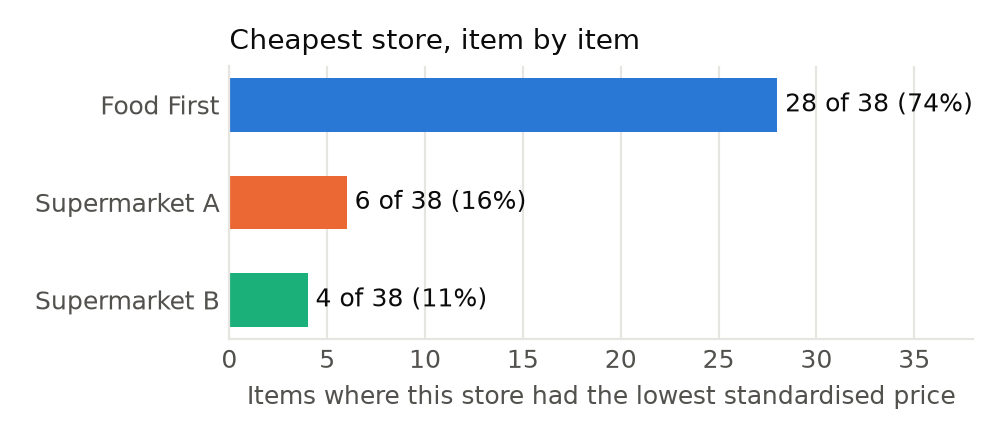 Cheapest store, item by item
Food First
28 of 38 (74%)
Supermarket A
6 of 38 (16%)
Supermarket B
4 of 38 (11%)
0 5 10 15 20 25 30 35
Items where this store had the lowest standardised price